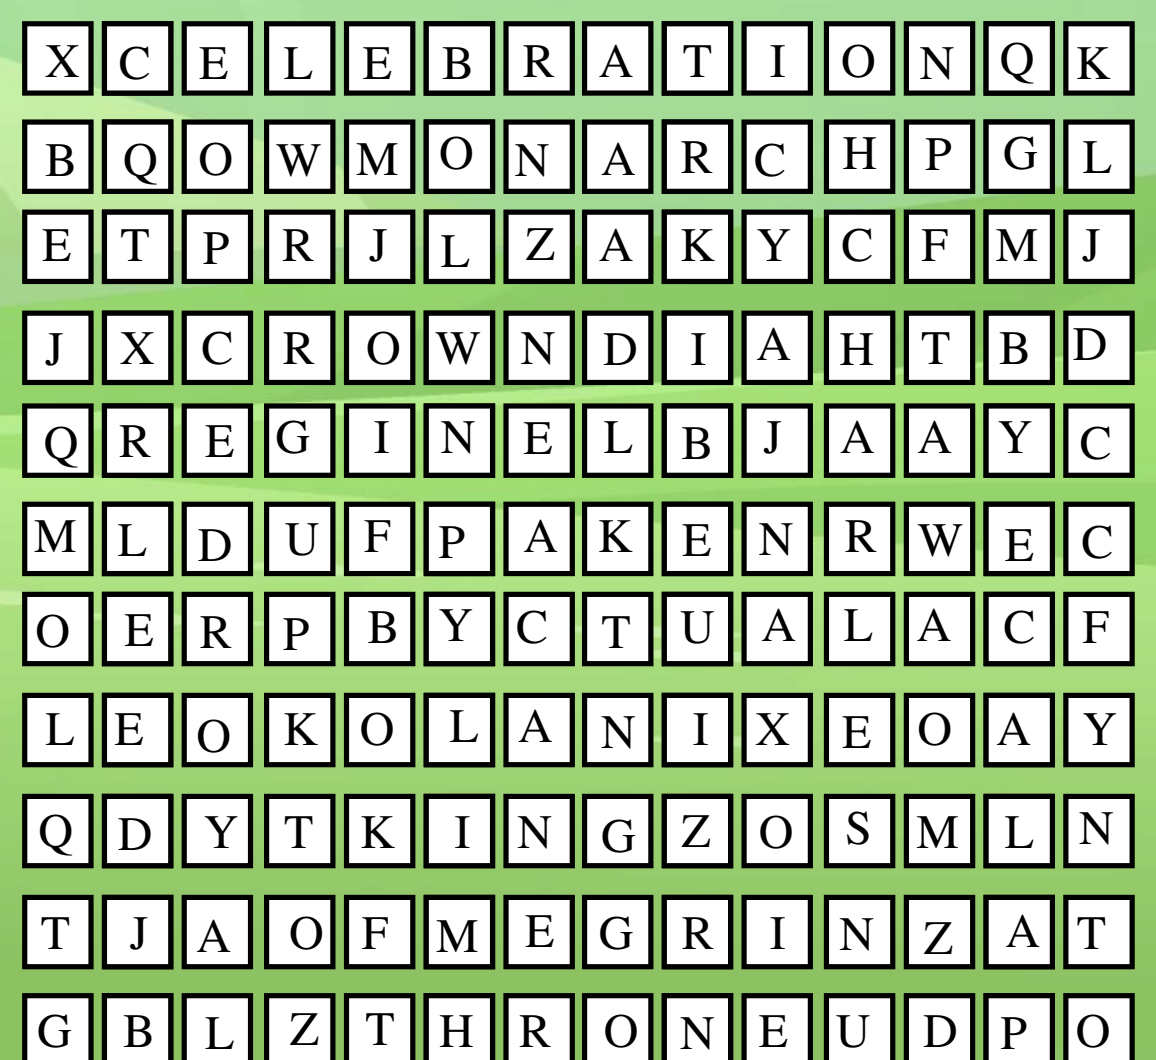 X C E L E B R A T I O N Q K
B Q O W M O N A R C H P G L
E T P R J L Z A K Y C F M J
J X C R O W N D I A H T B D
Q R E G I N E L B J A A Y C
M L D U F P A K E N R W E C
O E R P B Y C T U A L A C F
L E O K O L A N I X E O A Y
Q D Y T K I N G Z O S M L N
T J A O F M E G R I N Z A T
G B L Z T H R O N E U D P O